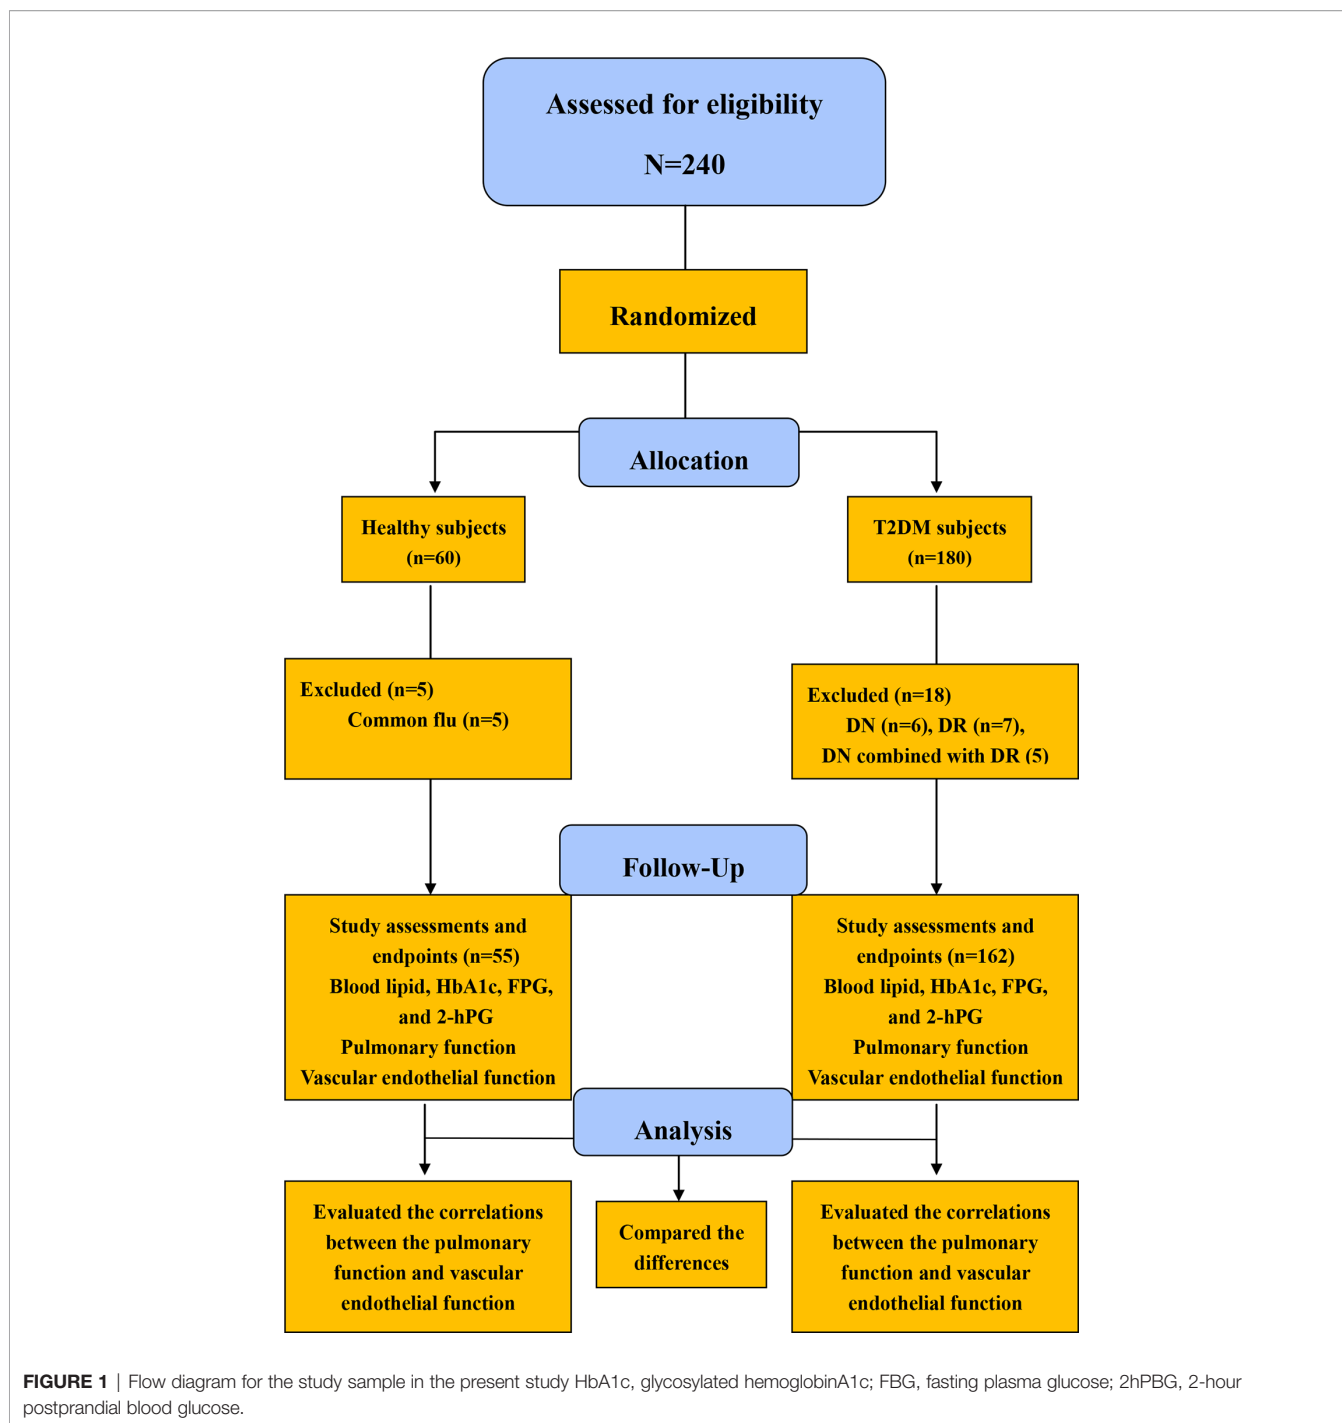 Assessed for eligibility
N=240
Randomized
Allocation
Healthy subjects
(n=60)
T2DM subjects
(n=180)
Excluded (n=5)
Common flu (n=5)
Excluded (n=18)
DN (n=6), DR (n=7),
DN combined with DR (5)
Follow-Up
Study assessments and
endpoints (n=55)
Blood lipid, HbA1c, FPG,
and 2-hPG
Pulmonary function
Vascular endothelial function
Study assessments and
endpoints (n=162)
Blood lipid, HbA1c, FPG,
and 2-hPG
Pulmonary function
Vascular endothelial function
Analysis
Evaluated the correlations
between the pulmonary
function and vascular
endothelial function
Compared the
differences
Evaluated the correlations
between the pulmonary
function and vascular
endothelial function
FIGURE 1 | Flow diagram for the study sample in the present study HbA1c, glycosylated hemoglobinA1c; FBG, fasting plasma glucose; 2hPBG, 2-hour
postprandial blood glucose.